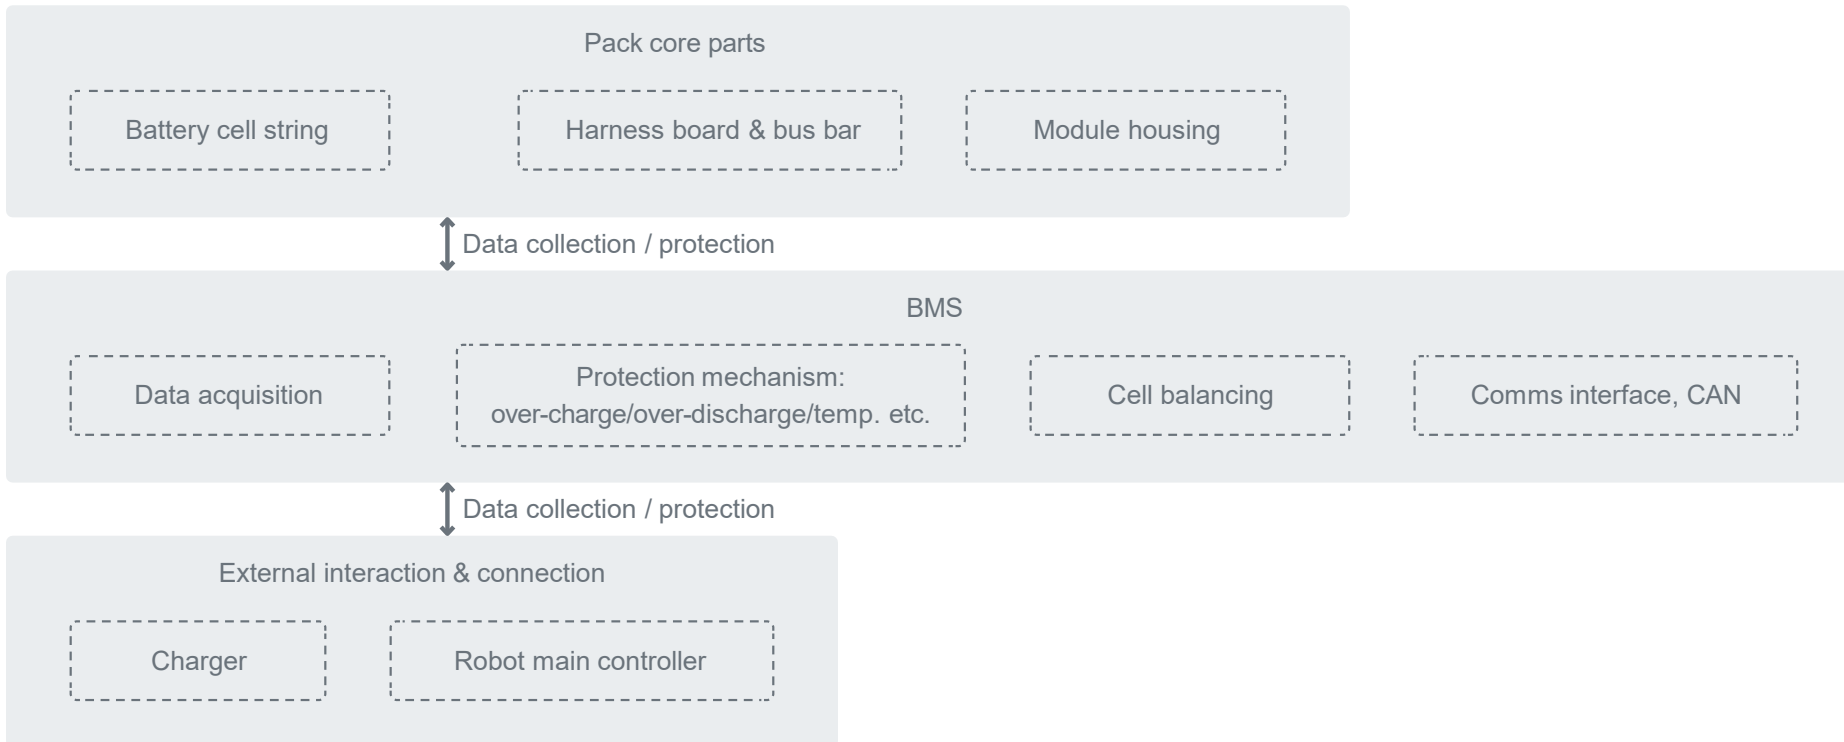 Pack core parts
Battery cell string
Harness board & bus bar
Module housing
Data collection / protection
BMS
Data acquisition
Protection mechanism:
over-charge/over-discharge/temp. etc.
Cell balancing
Comms interface, CAN
Data collection / protection
External interaction & connection
Charger
Robot main controller